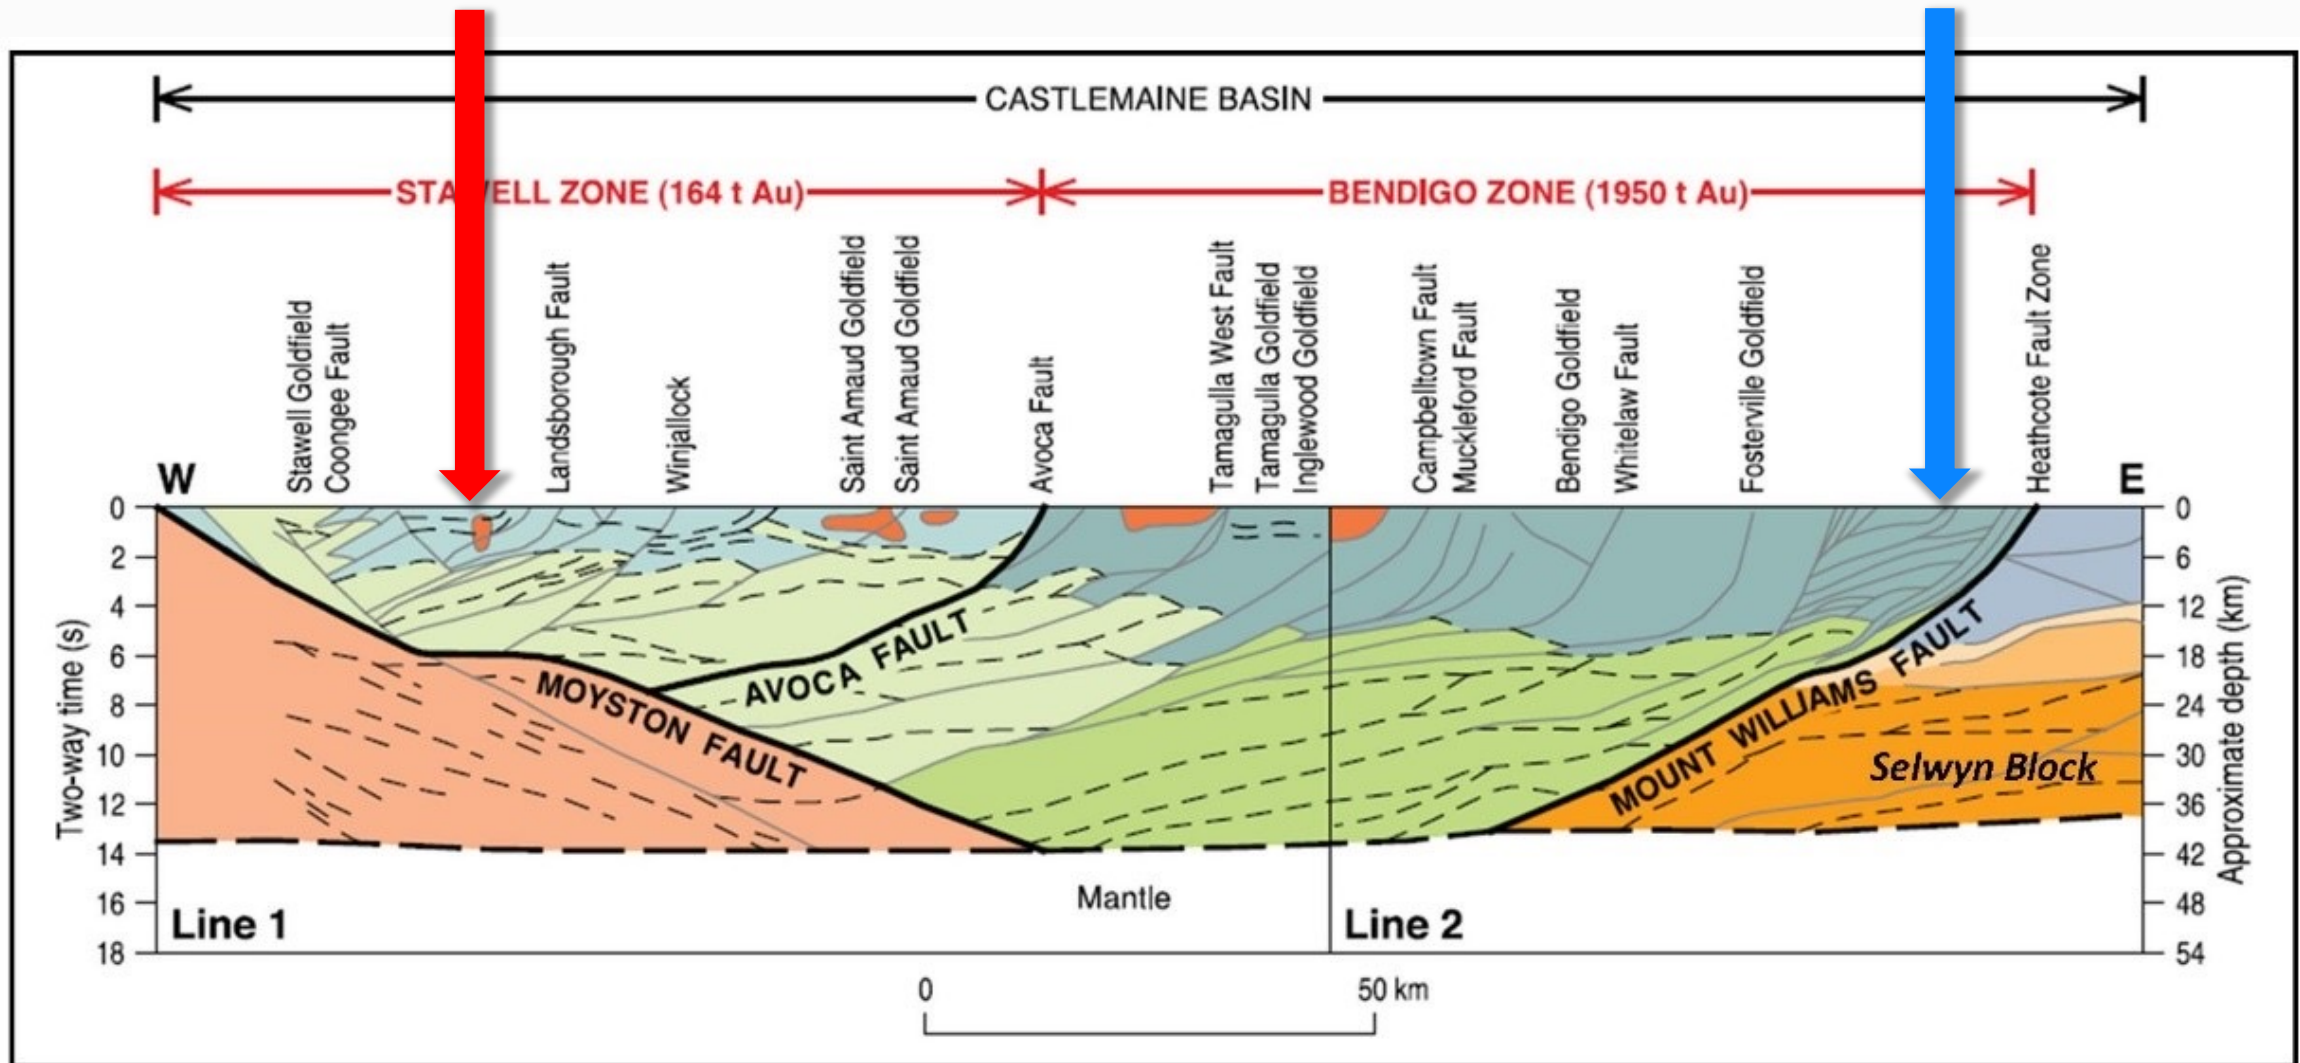 CASTLEMAINE BASIN
STAWELL ZONE (164 t Au)
BENDIGO ZONE (1950 t Au)
Stawell Goldfield
Coongee Fault
Landsborough Fault
Winjallock
Saint Amaud Goldfield
Saint Amaud Goldfield
Avoca Fault
Tamagulla West Fault
Tamagulla Goldfield
Inglewood Goldfield
Campbelltown Fault
Muckleford Fault
Bendigo Goldfield
Whitelaw Fault
Fosterville Goldfield
Heathcote Fault Zone
W
E
Two-way time (s)
0
2
4
6
8
10
12
14
16
18
Approximate depth (km)
0
6
12
18
24
30
36
42
48
54
MOYSTON FAULT
AVOCA FAULT
MOUNT WILLIAMS FAULT
Selwyn Block
Mantle
Line 1
Line 2
0
50 km